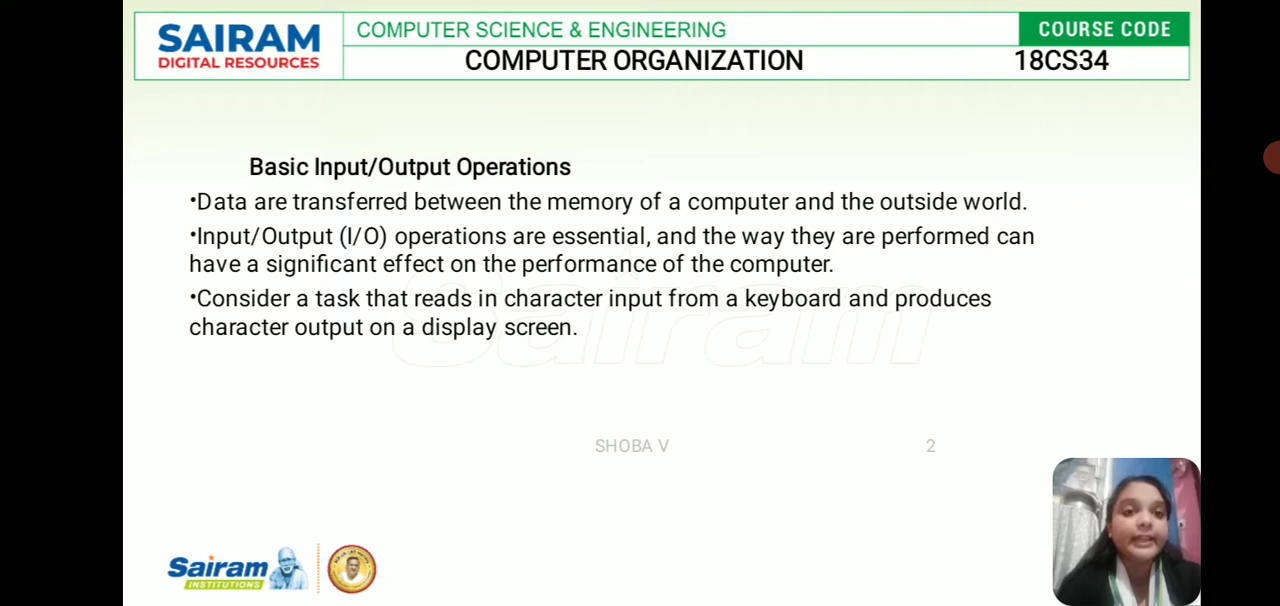 SAIRAM
DIGITAL RESOURCES
COMPUTER SCIENCE & ENGINEERING
COURSE CODE
COMPUTER ORGANIZATION
18CS34
Basic Input/Output Operations
•Data are transferred between the memory of a computer and the outside world.
•Input/Output (I/O) operations are essential, and the way they are performed can
have a significant effect on the performance of the computer.
•Consider a task that reads in character input from a keyboard and produces
character output on a display screen.
Sairam
SHOBA V
2
Sairam
INSTITUTIONS